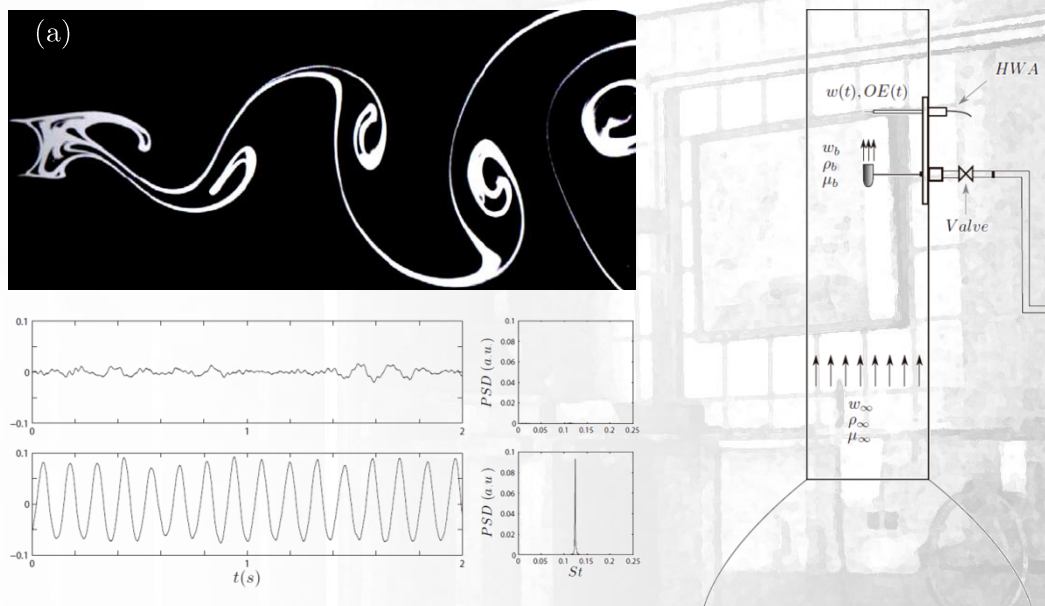 (a)
HWA
w(t), OE(t)
w_b
ρ_b
μ_b
Valve
w_∞
ρ_∞
μ_∞
0.1
0
−0.1
0
1
2
PSD (a.u.)
0.1
0.08
0.06
0.04
0.02
0
0
0.05
0.1
0.15
0.2
0.25
0.1
0
−0.1
0
1
2
t(s)
PSD (a.u)
0.1
0.08
0.06
0.04
0.02
0
0
0.05
0.1
0.15
0.2
0.25
St